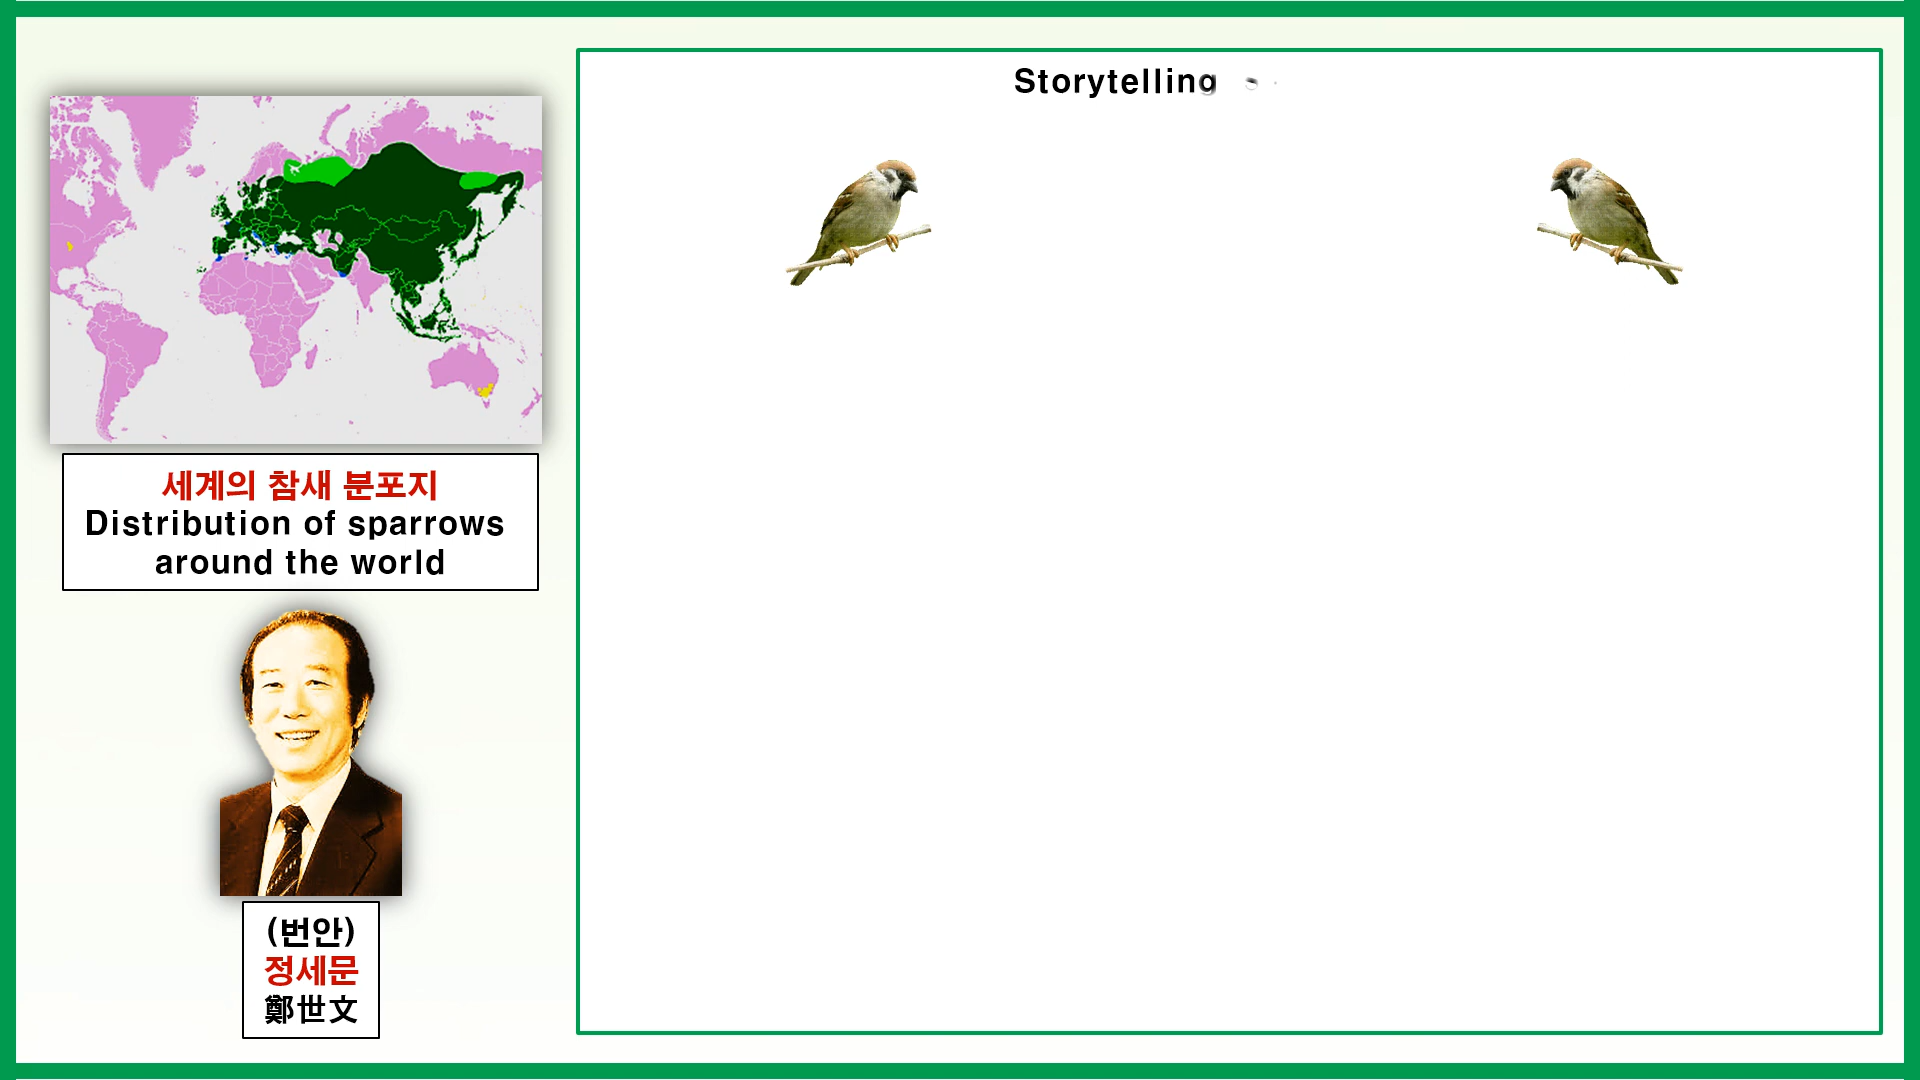 Storytelling
세계의 참새 분포지
Distribution of sparrows
around the world
(번안)
정세문
鄭世文